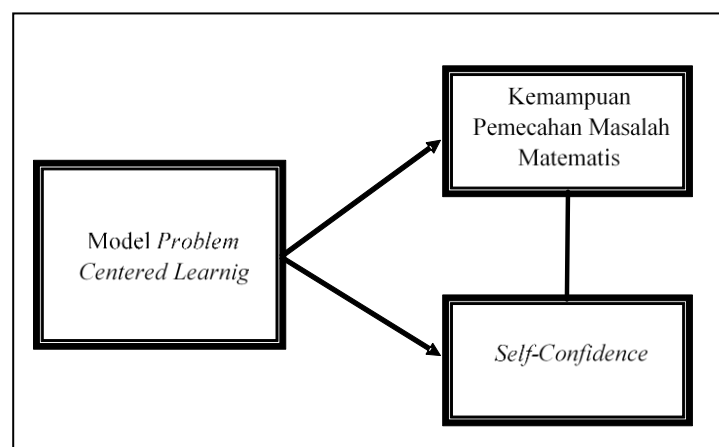 Model Problem
Centered Learnig
Kemampuan
Pemecahan Masalah
Matematis
Self-Confidence